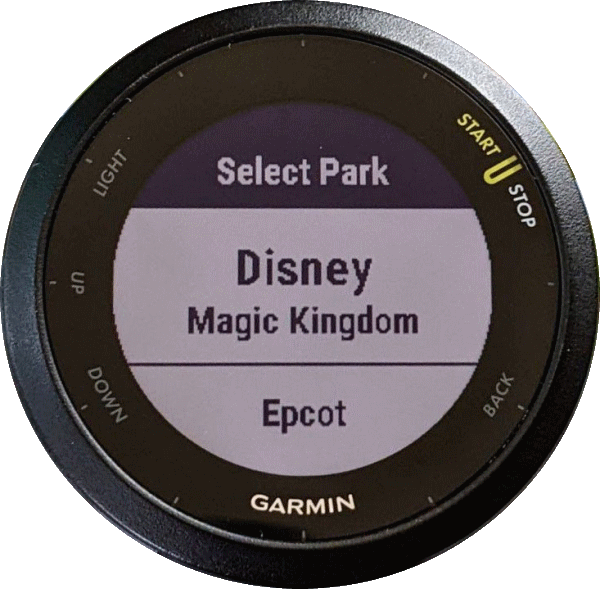 START
STOP
LIGHT
Select Park
Disney
Magic Kingdom
UP
DOWN
BACK
Epcot
GARMIN